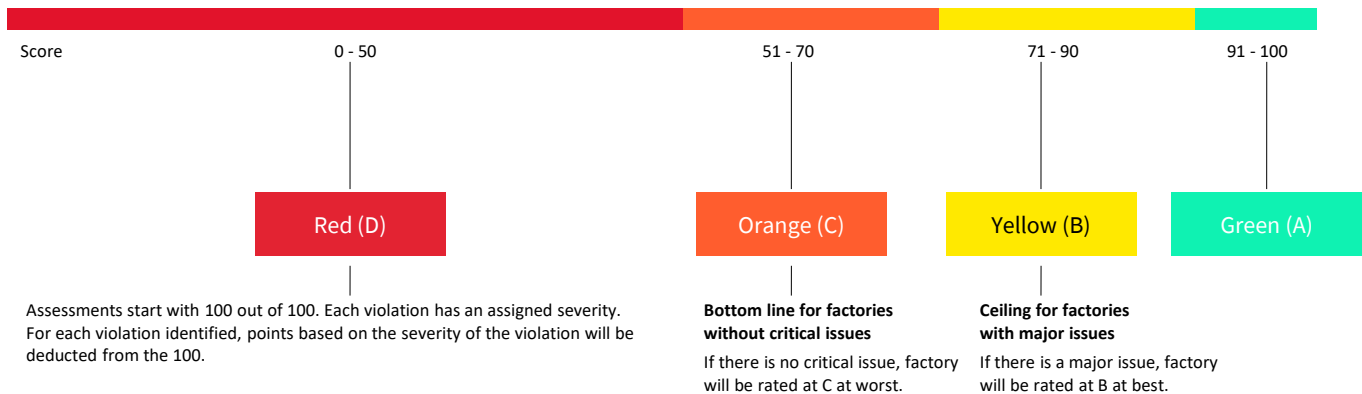 Score
0 - 50
51 - 70
71 - 90
91 - 100
Red (D)
Orange (C)
Yellow (B)
Green (A)
Assessments start with 100 out of 100. Each violation has an assigned severity.
For each violation identified, points based on the severity of the violation will be
deducted from the 100.
Bottom line for factories
without critical issues
If there is no critical issue, factory
will be rated at C at worst.
Ceiling for factories
with major issues
If there is a major issue, factory
will be rated at B at best.